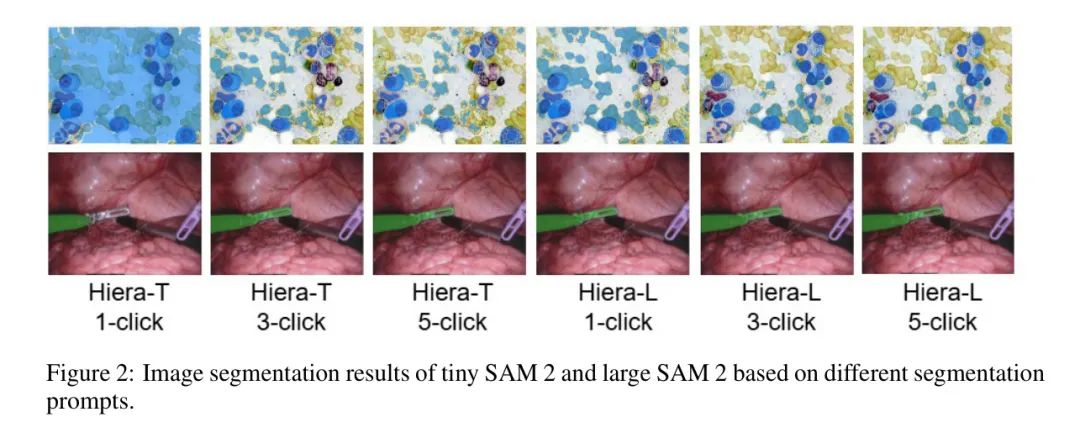 Hiera-T Hiera-T Hiera-T Hiera-L Hiera-L Hiera-L
1-click 3-click 5-click 1-click 3-click 5-click
Figure 2: Image segmentation results of tiny SAM 2 and large SAM 2 based on different segmentation
prompts.